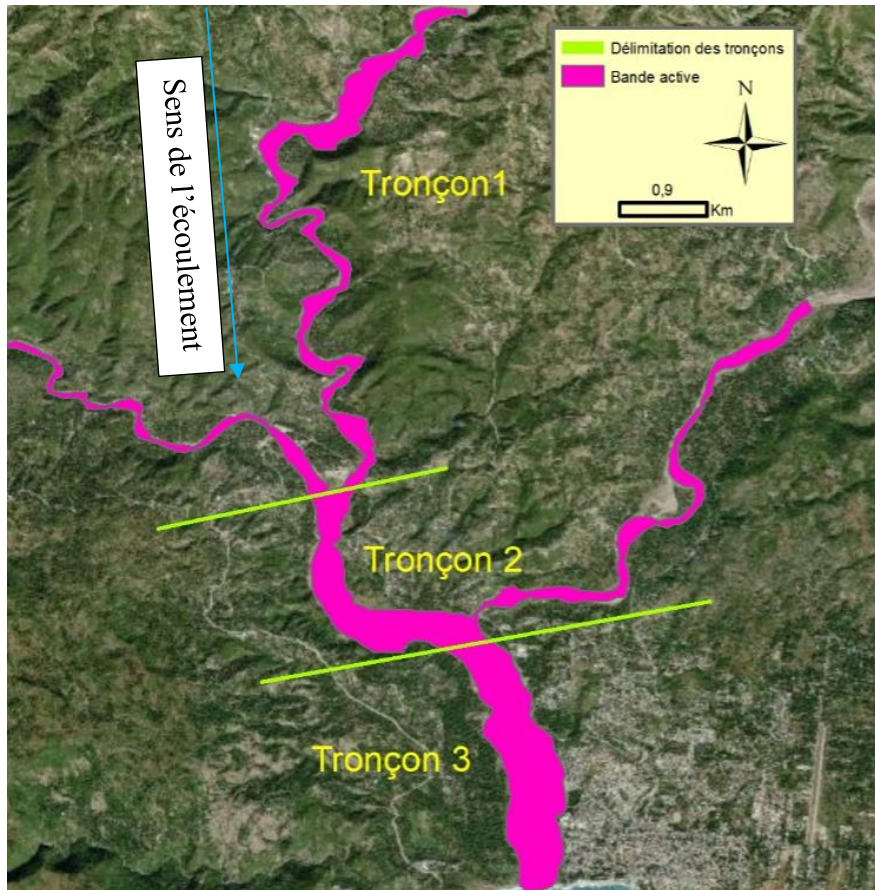 Sens de l'écoulement
Délimitation des tronçons
Bande active
N
0,9
Km
Tronçon1
Tronçon 2
Tronçon 3